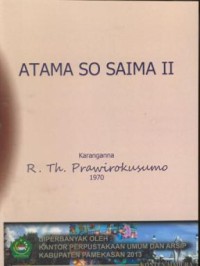 ATAMA SO SAIMA II
Karanganna
R. Th. Prawirokusumo
1970
DIPERBANYAK OLEH
KANTOR PERPUSTAKAAN UMUM DAN ARSIP
KABUPATEN PAMEKASAN 2013